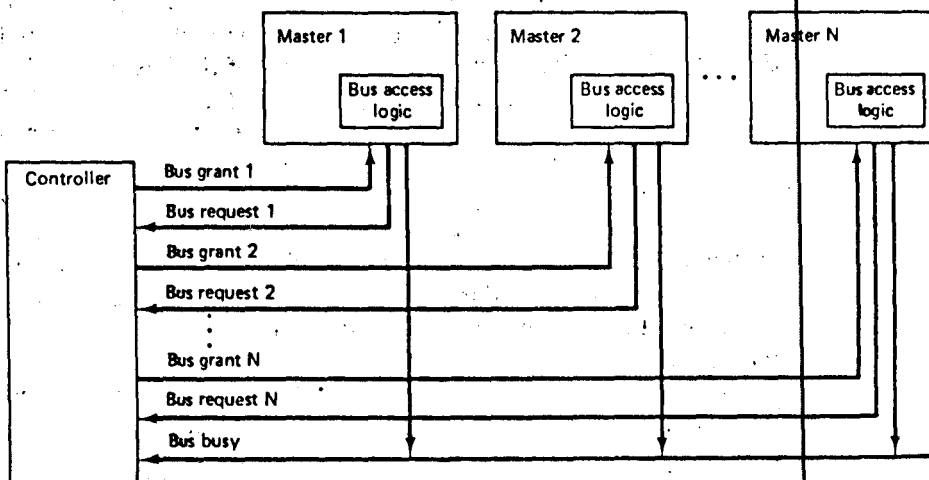 Master 1
Master 2
Master N
Bus access
logic
Bus access
logic
Bus access
logic
Controller
Bus grant 1
Bus request 1
Bus grant 2
Bus request 2
Bus grant N
Bus request N
Bus busy